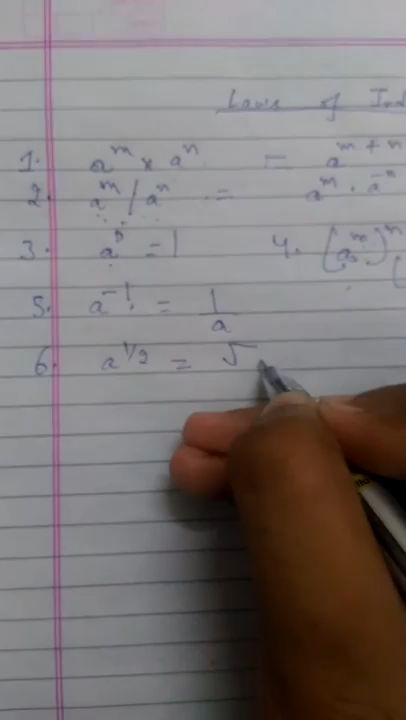 Laws of Ind
1. a^m × a^n = a^{m+n}
2. a^m / a^n = a^m · a^{-n}
3. a^0 = 1 4. (a^m)^n
5. a^{-1} = 1/a
6. a^{1/2} = √